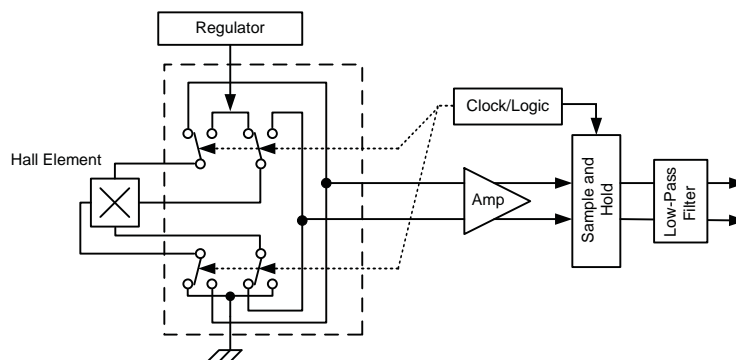 Regulator
Clock/Logic
Hall Element
Amp
Sample and
Hold
Low-Pass
Filter